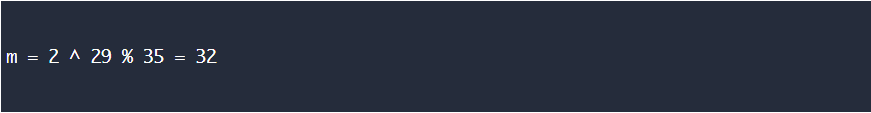 m = 2 ^ 29 % 35 = 32